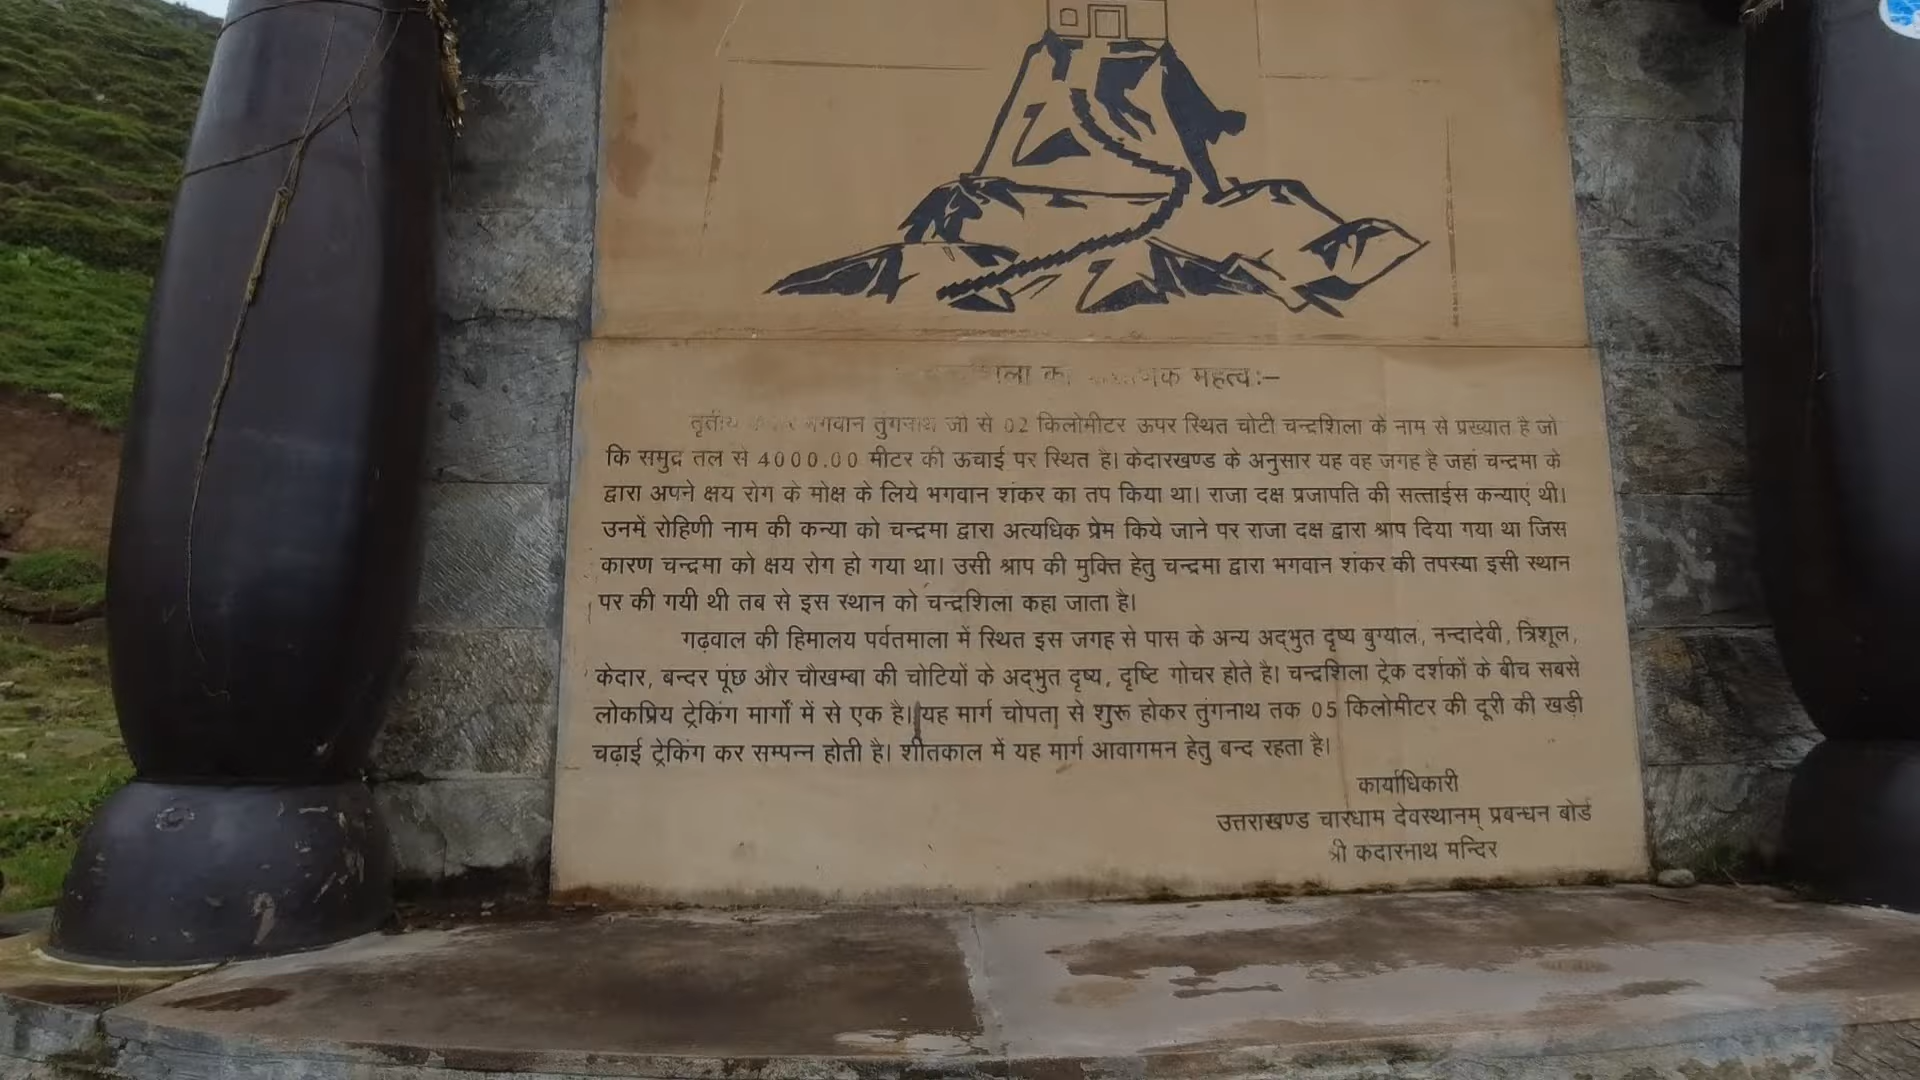 महत्व:–
तृतीय भगवान तुंगनाथ जी से 02 किलोमीटर ऊपर स्थित चोटी चन्द्रशिला के नाम से प्रख्यात है जो
कि समुद्र तल से 4000.00 मीटर की ऊचाई पर स्थित है। केदारखण्ड के अनुसार यह वह जगह है जहां चन्द्रमा के
द्वारा अपने क्षय रोग के मोक्ष के लिये भगवान शंकर का तप किया था। राजा दक्ष प्रजापति की सत्ताईस कन्याएं थी।
उनमें रोहिणी नाम की कन्या को चन्द्रमा द्वारा अत्यधिक प्रेम किये जाने पर राजा दक्ष द्वारा श्राप दिया गया था जिस
कारण चन्द्रमा को क्षय रोग हो गया था। उसी श्राप की मुक्ति हेतु चन्द्रमा द्वारा भगवान शंकर की तपस्या इसी स्थान
पर की गयी थी तब से इस स्थान को चन्द्रशिला कहा जाता है।
गढ़वाल की हिमालय पर्वतमाला में स्थित इस जगह से पास के अन्य अद्भुत दृष्य बुग्याल, नन्दादेवी, त्रिशूल,
केदार, बन्दर पूंछ और चौखम्बा की चोटियों के अद्भुत दृष्य, दृष्टि गोचर होते है। चन्द्रशिला ट्रेक दर्शकों के बीच सबसे
लोकप्रिय ट्रेकिंग मार्गों में से एक है। यह मार्ग चोपता से शुरू होकर तुंगनाथ तक 05 किलोमीटर की दूरी की खड़ी
चढ़ाई ट्रेकिंग कर सम्पन्न होती है। शीतकाल में यह मार्ग आवागमन हेतु बन्द रहता है।
कार्याधिकारी
उत्तराखण्ड चारधाम देवस्थानम् प्रबन्धन बोर्ड
श्री केदारनाथ मन्दिर